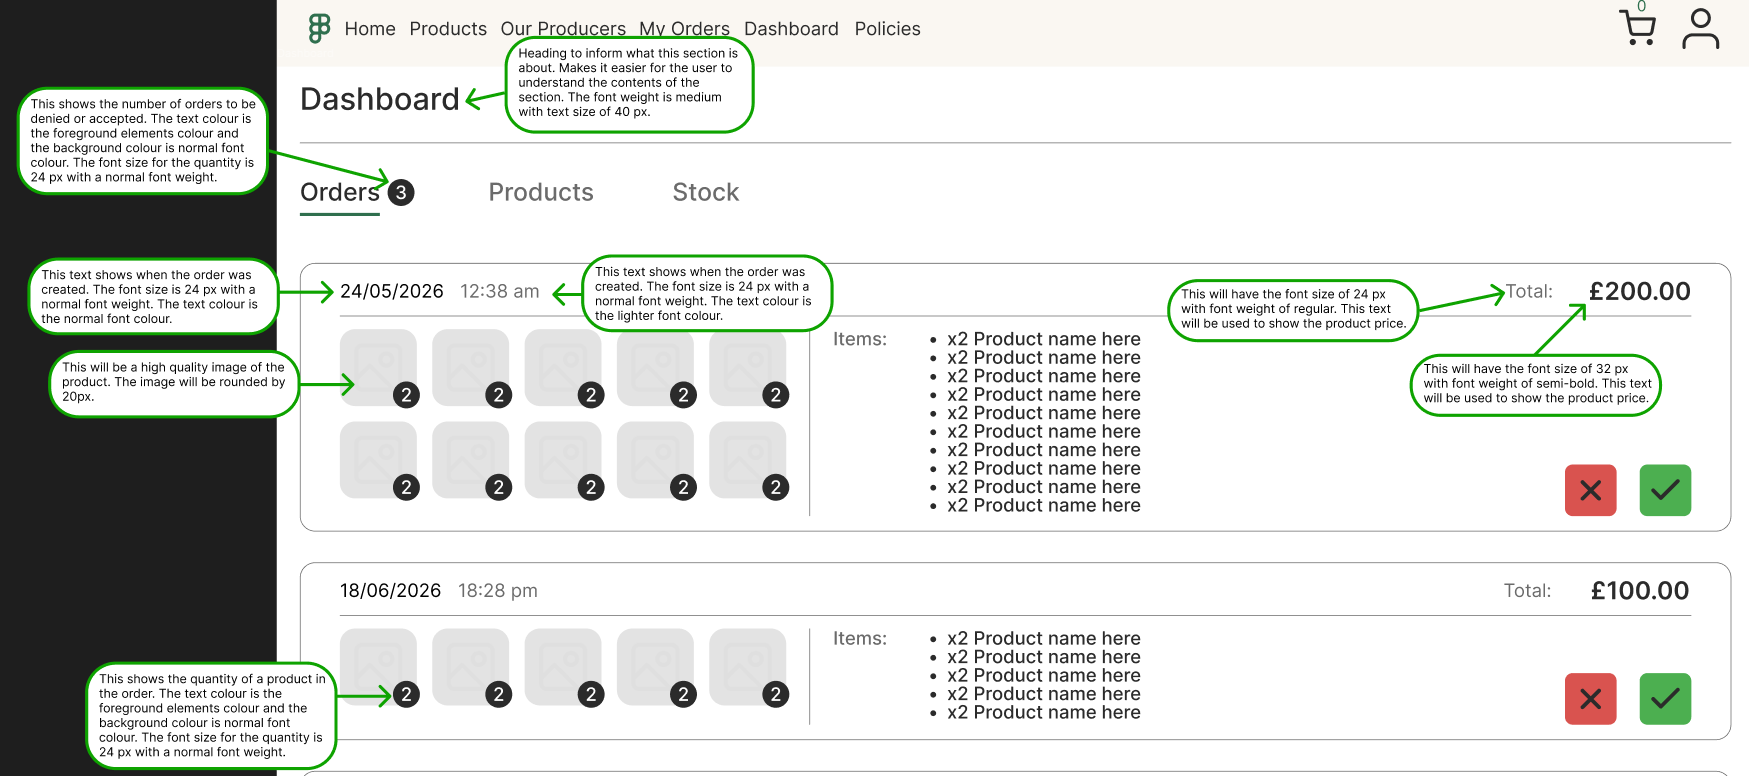 0
Home Products Our Producers My Orders Dashboard Policies
Heading to inform what this section is
about. Makes it easier for the user to
understand the contents of the
section. The font weight is medium
with text size of 40 px.
Dashboard
This shows the number of orders to be
denied or accepted. The text colour is
the foreground elements colour and
the background colour is normal font
colour. The font size for the quantity is
24 px with a normal font weight.
Orders 3 Products Stock
This text shows when the order was
created. The font size is 24 px with a
normal font weight. The text colour is
the normal font colour.
24/05/2026 12:38 am
This text shows when the order was
created. The font size is 24 px with a
normal font weight. The text colour is
the lighter font colour.
This will have the font size of 24 px
with font weight of regular. This text
will be used to show the product price.
Total: £200.00
This will have the font size of 32 px
with font weight of semi-bold. This text
will be used to show the product price.
This will be a high quality image of the
product. The image will be rounded by
20px.
2 2 2 2 2
2 2 2 2 2
Items:
• x2 Product name here
• x2 Product name here
• x2 Product name here
• x2 Product name here
• x2 Product name here
• x2 Product name here
• x2 Product name here
• x2 Product name here
• x2 Product name here
• x2 Product name here
18/06/2026 18:28 pm
Total: £100.00
This shows the quantity of a product in
the order. The text colour is the
foreground elements colour and the
background colour is normal font
colour. The font size for the quantity is
24 px with a normal font weight.
2 2 2 2 2
Items:
• x2 Product name here
• x2 Product name here
• x2 Product name here
• x2 Product name here
• x2 Product name here